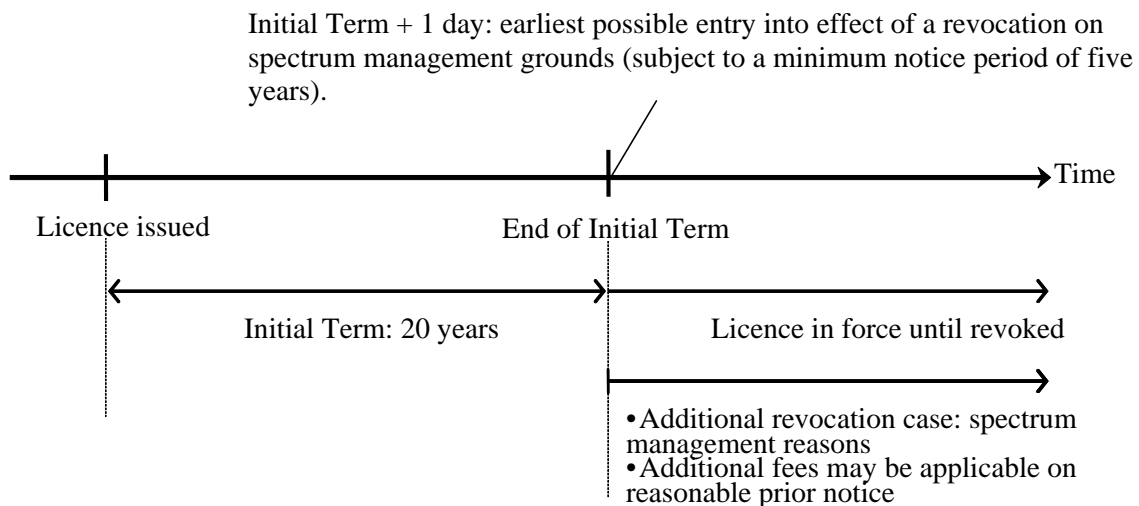 Initial Term + 1 day: earliest possible entry into effect of a revocation on
spectrum management grounds (subject to a minimum notice period of five
years).
Time
Licence issued
End of Initial Term
Initial Term: 20 years
Licence in force until revoked
•Additional revocation case: spectrum
management reasons
•Additional fees may be applicable on
reasonable prior notice